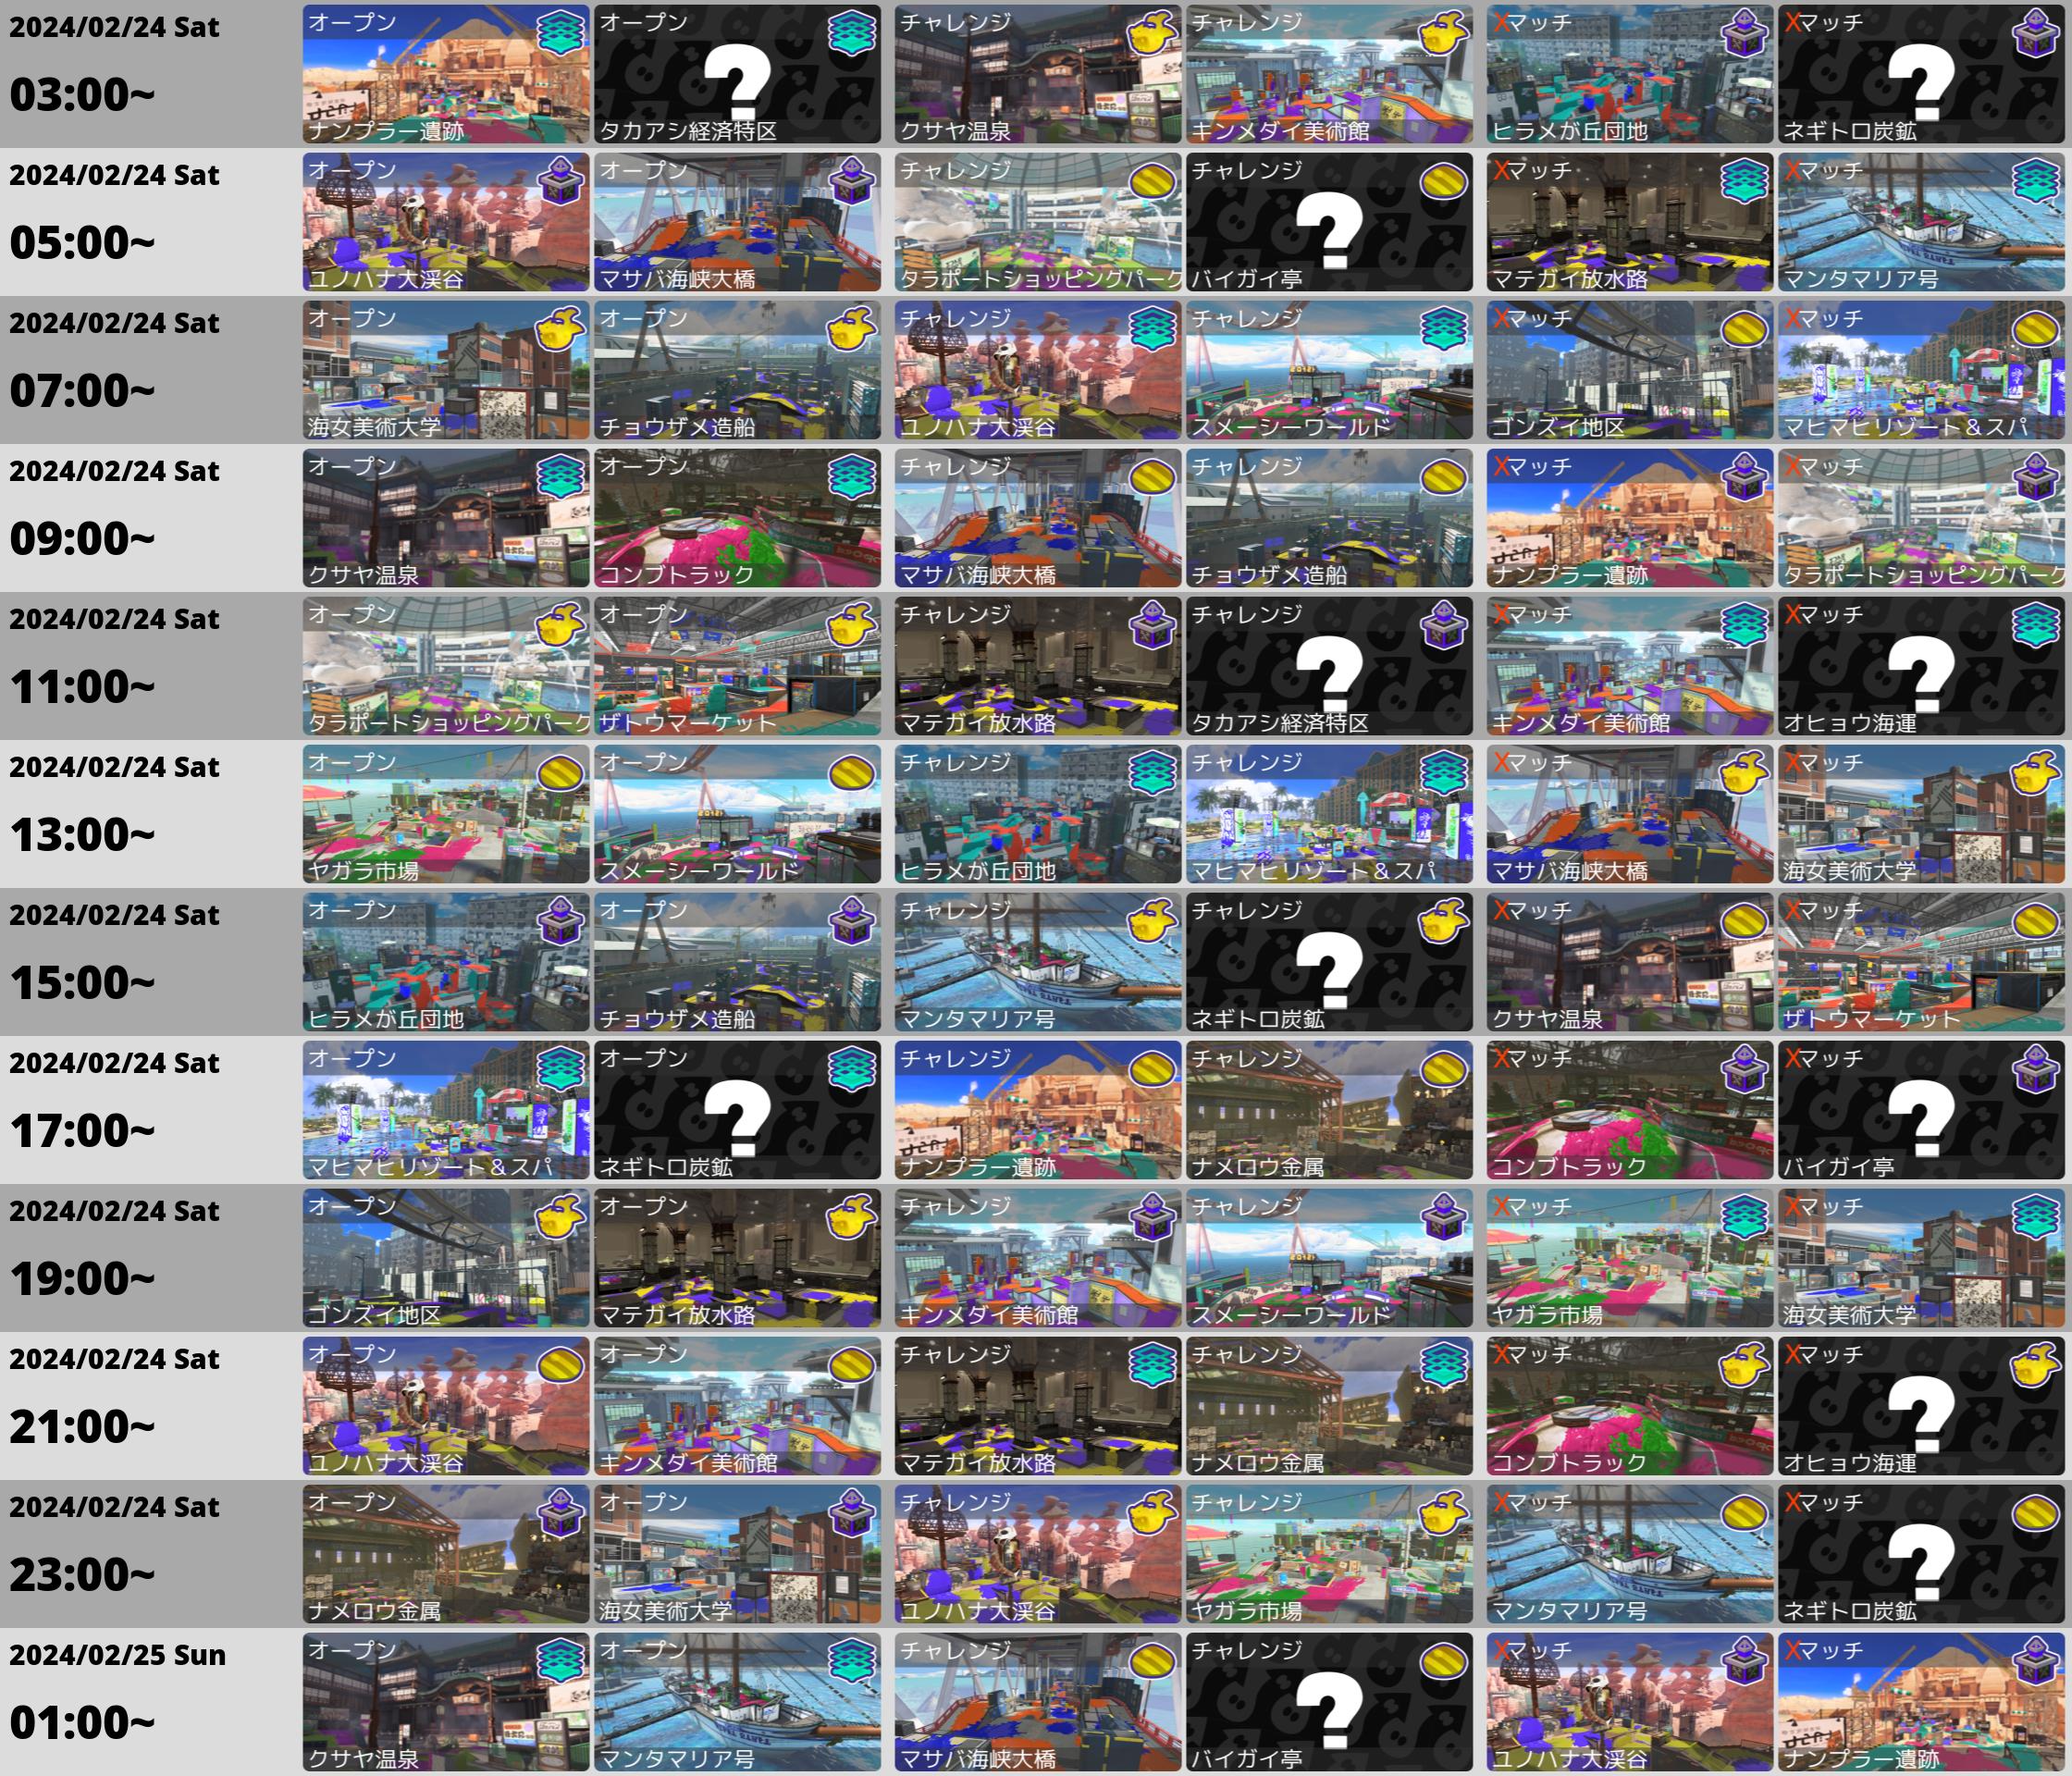 2024/02/24 Sat
03:00~
オープン オープン チャレンジ チャレンジ Xマッチ Xマッチ
ナンプラー遺跡 タカアシ経済特区 クサヤ温泉 キンメダイ美術館 ヒラメが丘団地 ネギトロ炭鉱
2024/02/24 Sat
05:00~
オープン オープン チャレンジ チャレンジ Xマッチ Xマッチ
ユノハナ大渓谷 マサバ海峡大橋 タラポートショッピングパーク バイガイ亭 マテガイ放水路 マンタマリア号
2024/02/24 Sat
07:00~
オープン オープン チャレンジ チャレンジ Xマッチ Xマッチ
海女美術大学 チョウザメ造船 ユノハナ大渓谷 スメーシーワールド ゴンズイ地区 マヒマヒリゾート&スパ
2024/02/24 Sat
09:00~
オープン オープン チャレンジ チャレンジ Xマッチ Xマッチ
クサヤ温泉 コンブトラック マサバ海峡大橋 チョウザメ造船 ナンプラー遺跡 タラポートショッピングパーク
2024/02/24 Sat
11:00~
オープン オープン チャレンジ チャレンジ Xマッチ Xマッチ
タラポートショッピングパーク ザトウマーケット マテガイ放水路 タカアシ経済特区 キンメダイ美術館 オヒョウ海運
2024/02/24 Sat
13:00~
オープン オープン チャレンジ チャレンジ Xマッチ Xマッチ
ヤガラ市場 スメーシーワールド ヒラメが丘団地 マヒマヒリゾート&スパ マサバ海峡大橋 海女美術大学
2024/02/24 Sat
15:00~
オープン オープン チャレンジ チャレンジ Xマッチ Xマッチ
ヒラメが丘団地 チョウザメ造船 マンタマリア号 ネギトロ炭鉱 クサヤ温泉 ザトウマーケット
2024/02/24 Sat
17:00~
オープン オープン チャレンジ チャレンジ Xマッチ Xマッチ
マヒマヒリゾート&スパ ネギトロ炭鉱 ナンプラー遺跡 ナメロウ金属 コンブトラック バイガイ亭
2024/02/24 Sat
19:00~
オープン オープン チャレンジ チャレンジ Xマッチ Xマッチ
ゴンズイ地区 マテガイ放水路 キンメダイ美術館 スメーシーワールド ヤガラ市場 海女美術大学
2024/02/24 Sat
21:00~
オープン オープン チャレンジ チャレンジ Xマッチ Xマッチ
ユノハナ大渓谷 キンメダイ美術館 マテガイ放水路 ナメロウ金属 コンブトラック オヒョウ海運
2024/02/24 Sat
23:00~
オープン オープン チャレンジ チャレンジ Xマッチ Xマッチ
ナメロウ金属 海女美術大学 ユノハナ大渓谷 ヤガラ市場 マンタマリア号 ネギトロ炭鉱
2024/02/25 Sun
01:00~
オープン オープン チャレンジ チャレンジ Xマッチ Xマッチ
クサヤ温泉 マンタマリア号 マサバ海峡大橋 バイガイ亭 ユノハナ大渓谷 ナンプラー遺跡